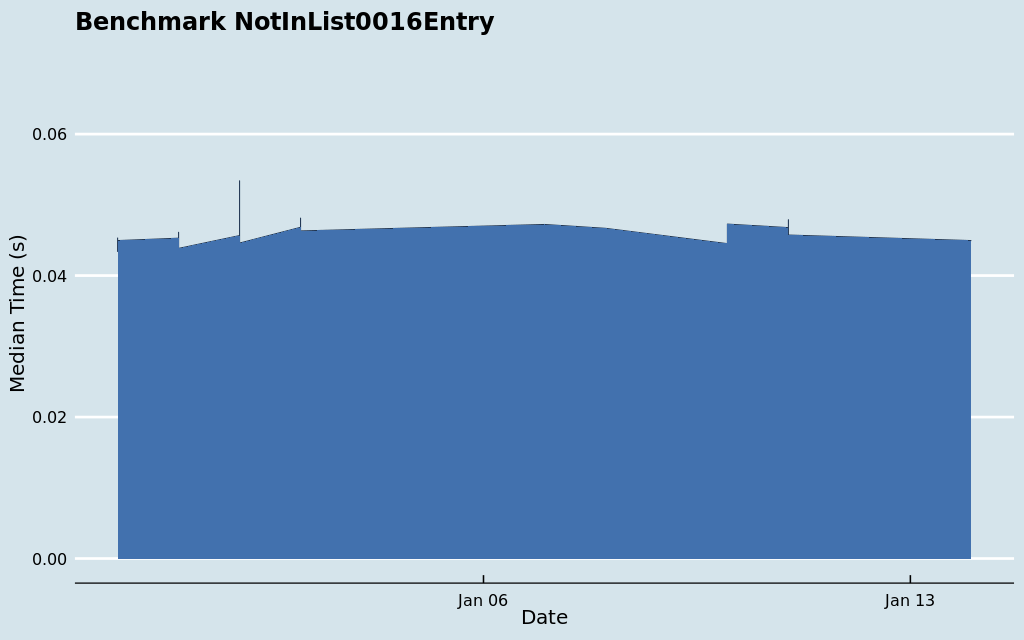 Benchmark NotInList0016Entry
0.06
0.04
0.02
0.00
Median Time (s)
Jan 06
Jan 13
Date